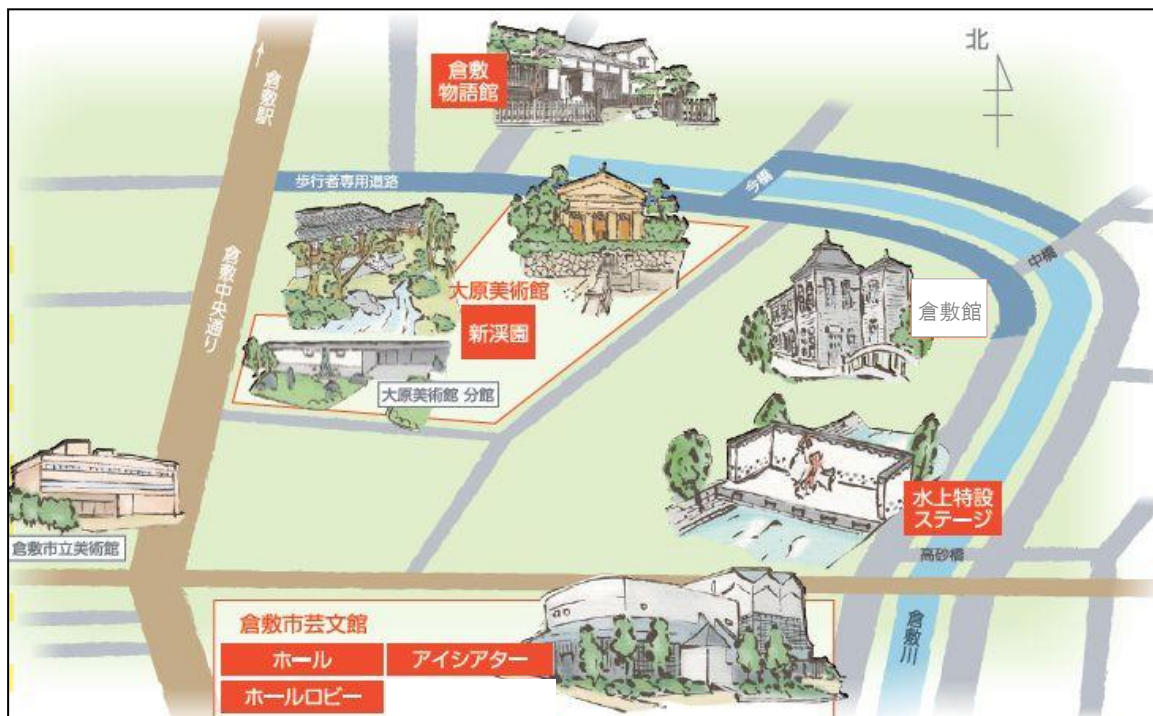 倉敷
物語館
北
倉敷駅
歩行者専用道路
今橋
中橋
倉敷中央通り
大原美術館
新渓園
倉敷館
大原美術館 分館
水上特設
ステージ
倉敷市立美術館
高砂橋
倉敷川
倉敷市芸文館
ホール
アイシアター
ホールロビー